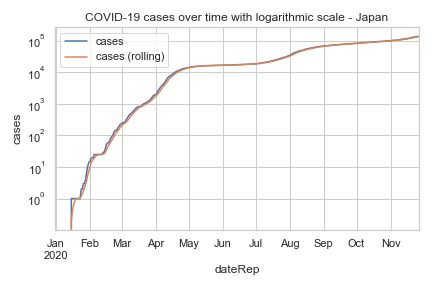 COVID-19 cases over time with logarithmic scale - Japan
cases
cases (rolling)
10^5
10^4
10^3
10^2
10^1
10^0
cases
Jan Feb Mar Apr May Jun Jul Aug Sep Oct Nov
2020
dateRep